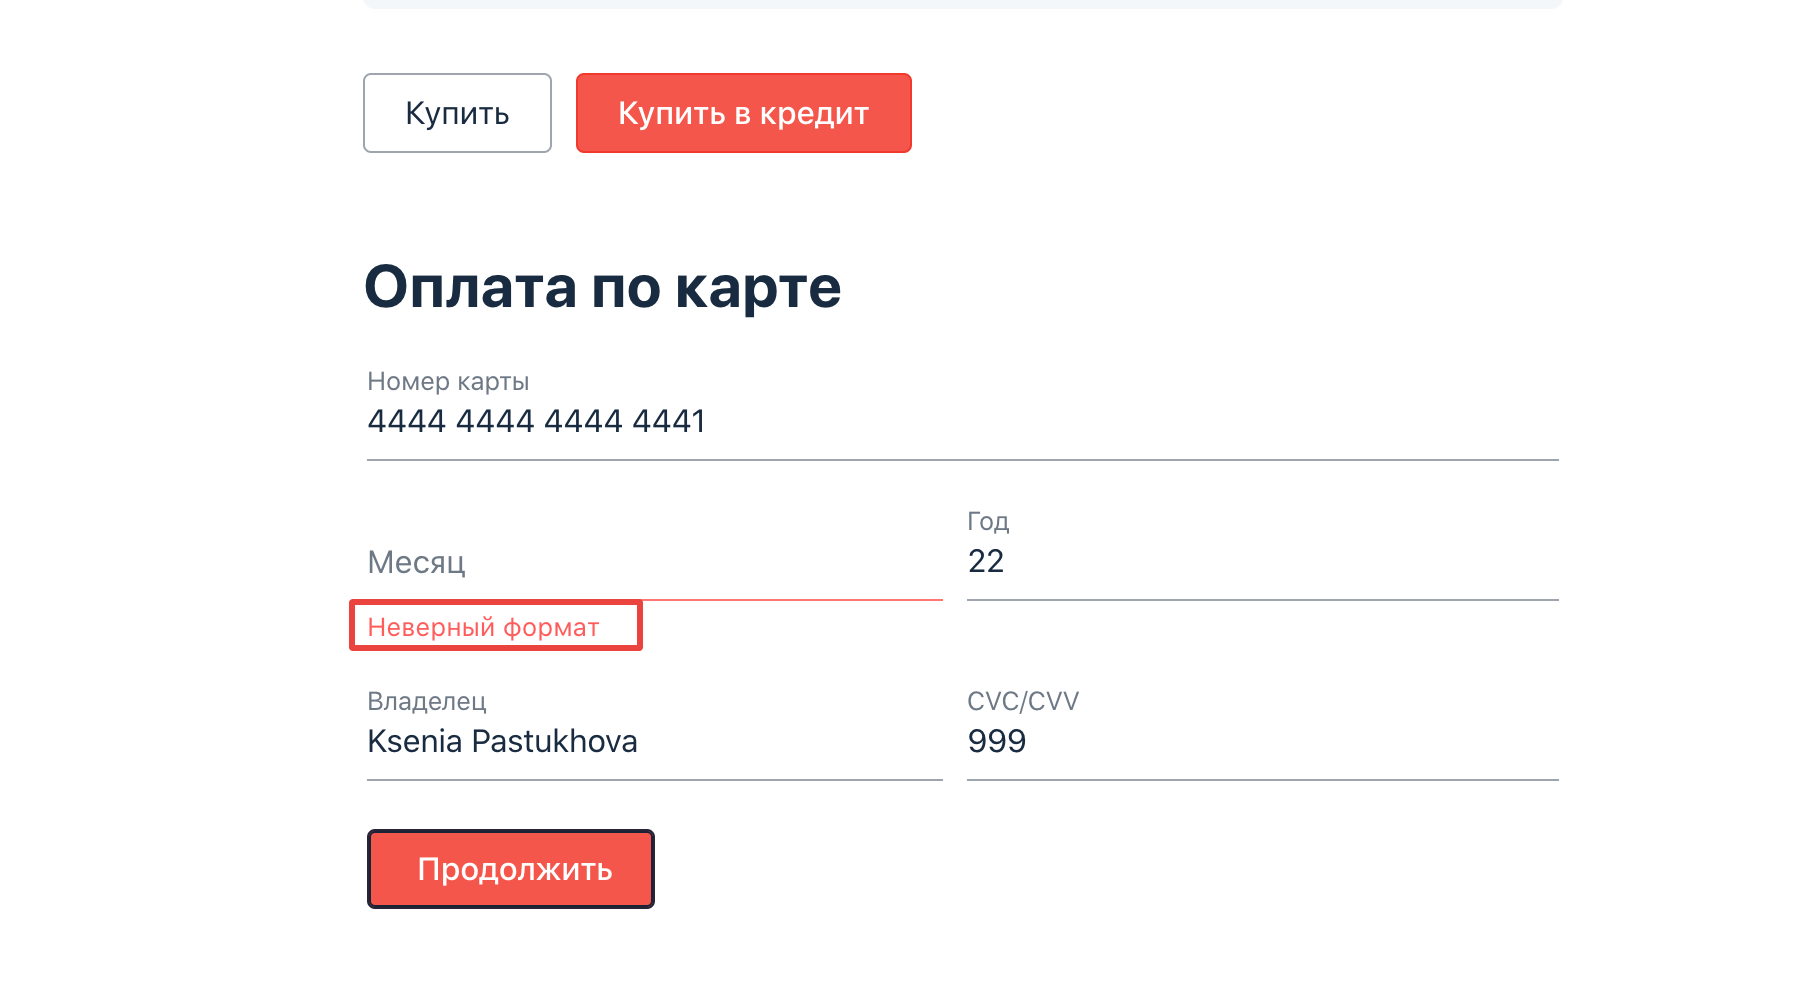 Купить
Купить в кредит
Оплата по карте
Номер карты
4444 4444 4444 4441
Месяц
Год
22
Неверный формат
Владелец
Ksenia Pastukhova
CVC/CVV
999
Продолжить